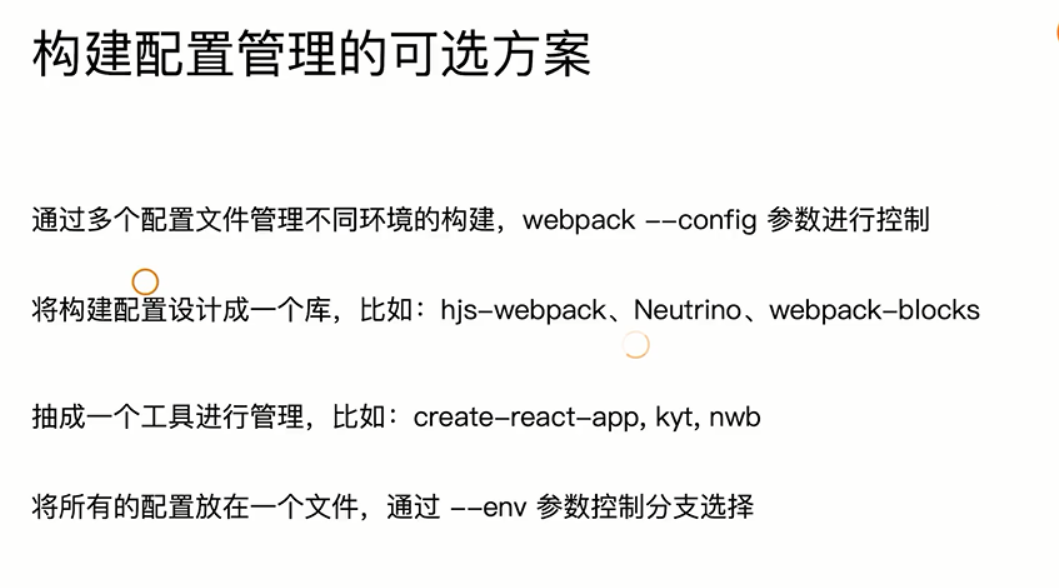 构建配置管理的可选方案
通过多个配置文件管理不同环境的构建，webpack --config 参数进行控制
将构建配置设计成一个库，比如：hjs-webpack、Neutrino、webpack-blocks
抽成一个工具进行管理，比如：create-react-app, kyt, nwb
将所有的配置放在一个文件，通过 --env 参数控制分支选择